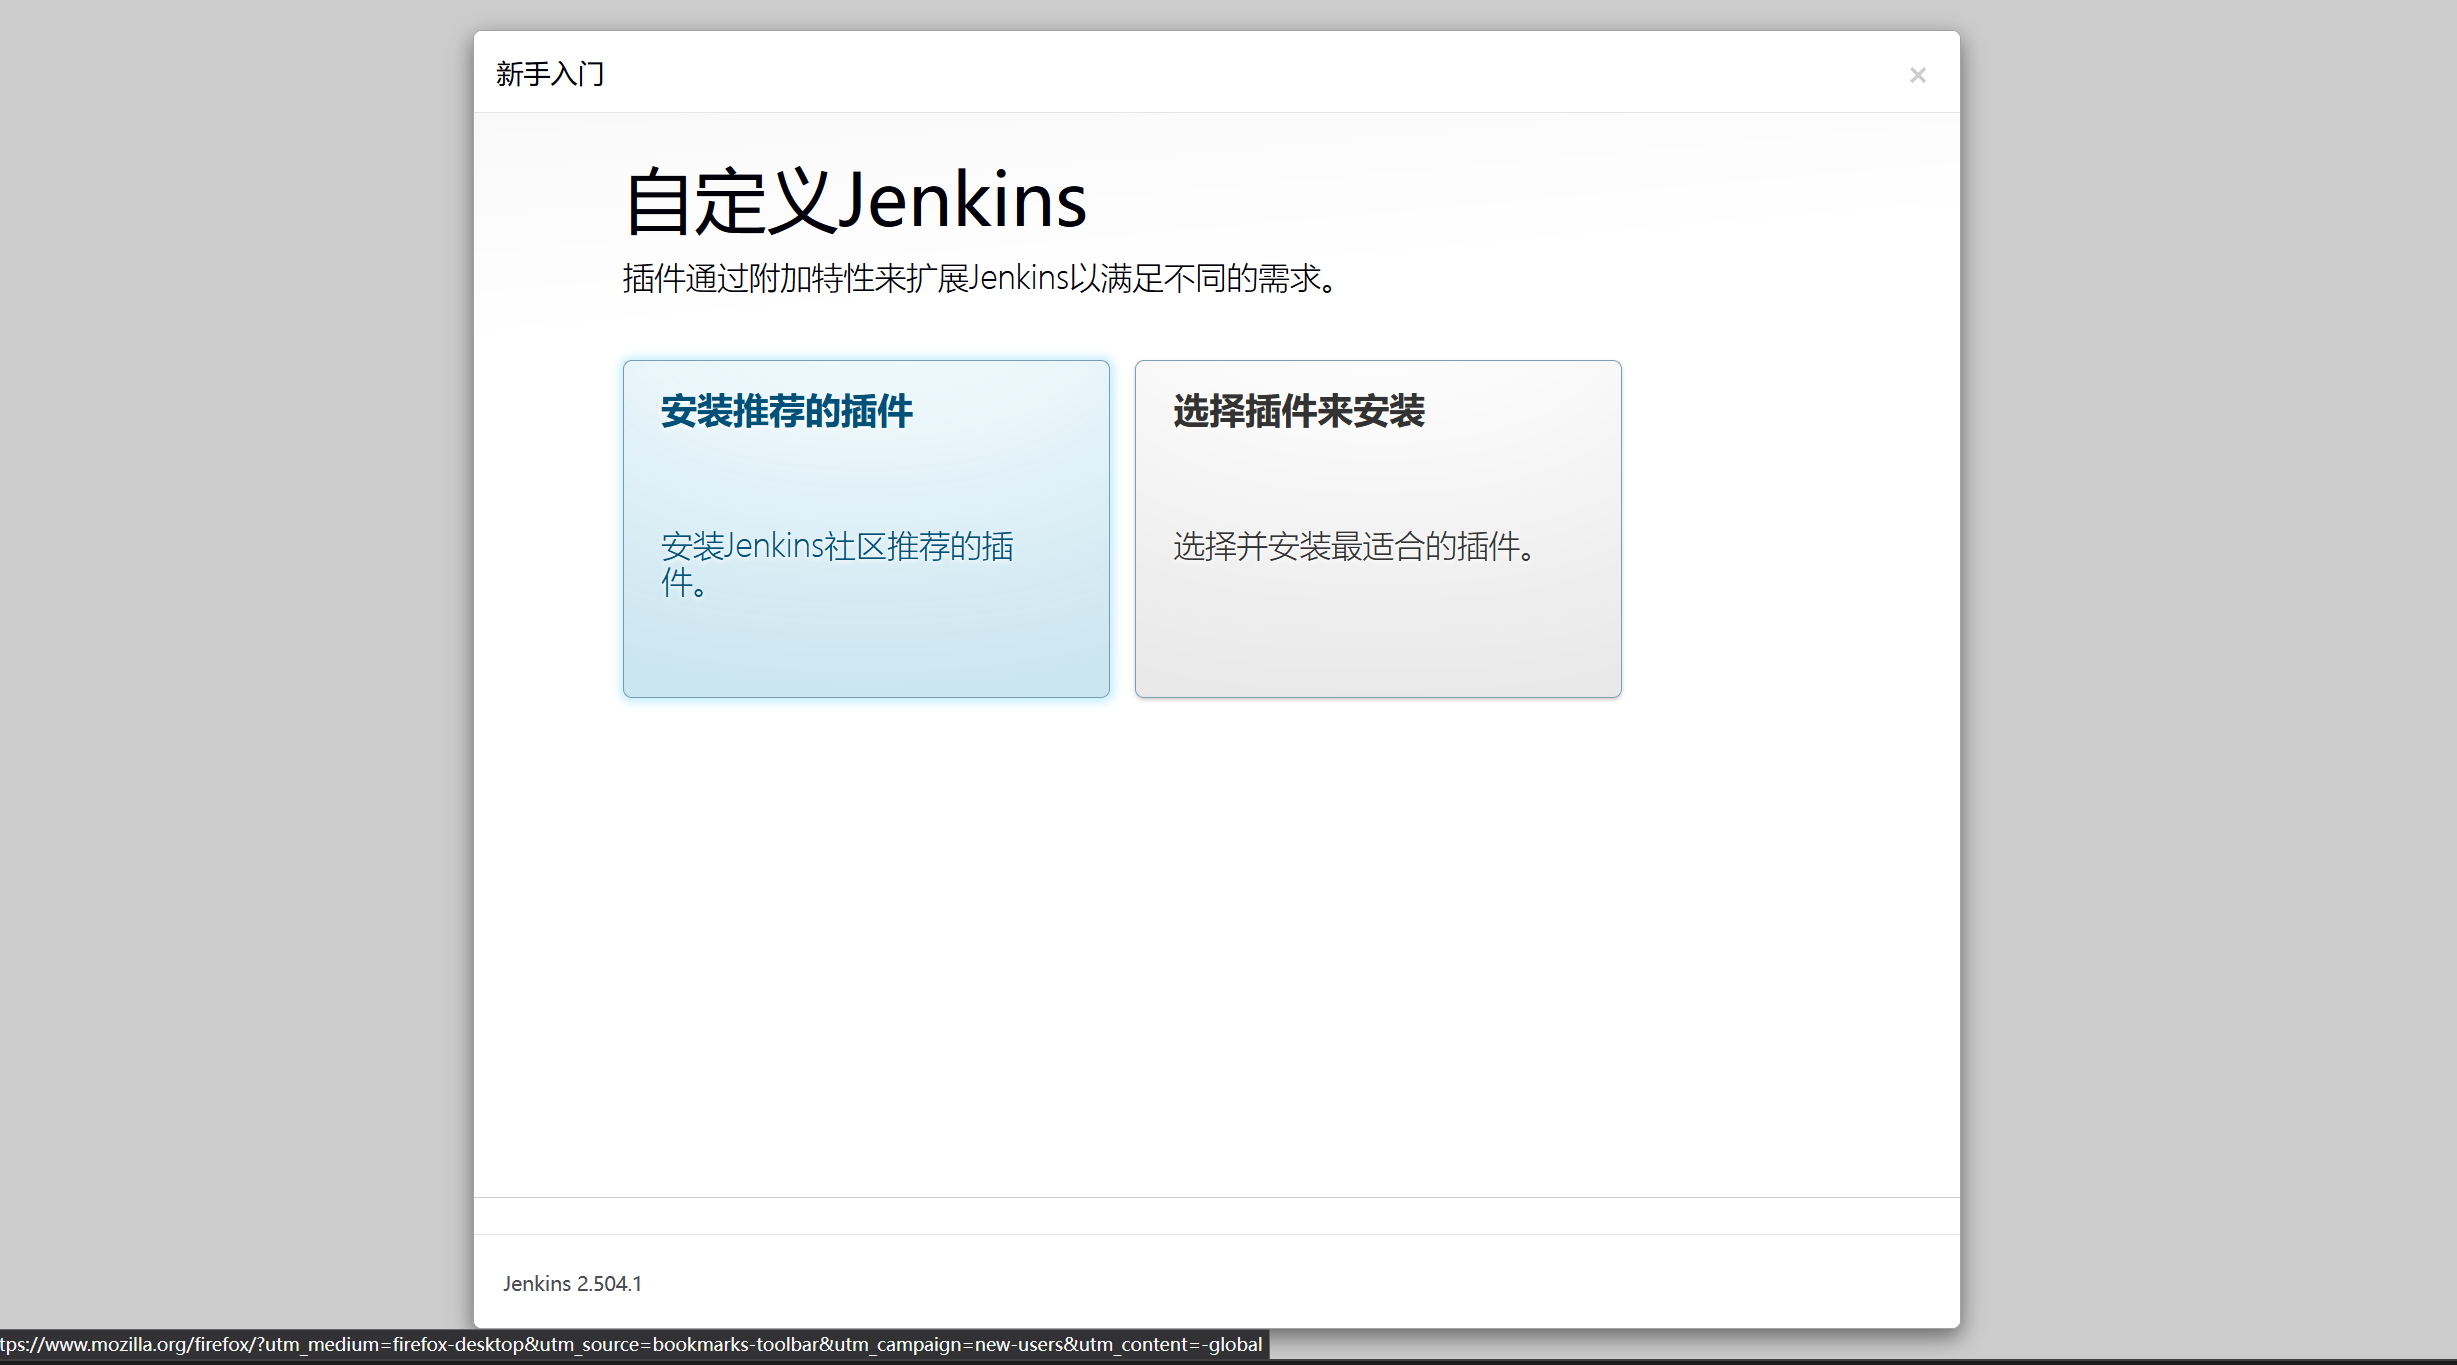 新手入门
×
自定义Jenkins
插件通过附加特性来扩展Jenkins以满足不同的需求。
安装推荐的插件
安装Jenkins社区推荐的插
件。
选择插件来安装
选择并安装最适合的插件。
Jenkins 2.504.1
tps://www.mozilla.org/firefox/?utm_medium=firefox-desktop&utm_source=bookmarks-toolbar&utm_campaign=new-users&utm_content=-global